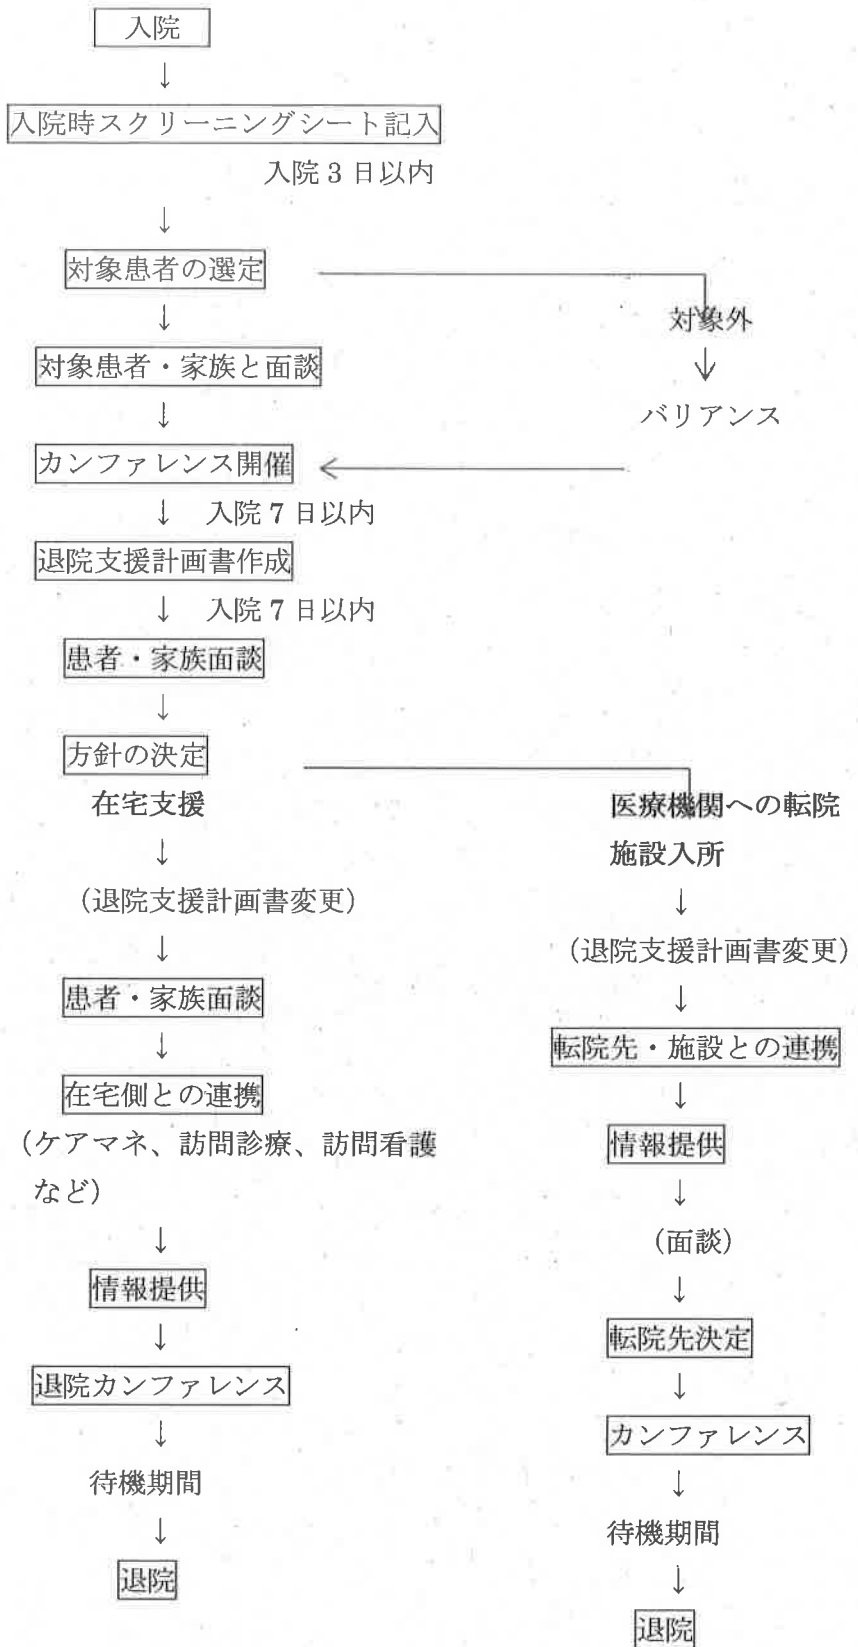 入院
↓
入院時スクリーニングシート記入
入院3日以内
↓
対象患者の選定
対象外
↓
↓
対象患者・家族と面談
バリアンス
↓
カンファレンス開催
↓ 入院7日以内
退院支援計画書作成
↓ 入院7日以内
患者・家族面談
↓
方針の決定
在宅支援
↓
(退院支援計画書変更)
↓
患者・家族面談
↓
在宅側との連携
(ケアマネ、訪問診療、訪問看護
など)
↓
情報提供
↓
退院カンファレンス
↓
待機期間
↓
退院
医療機関への転院
施設入所
↓
(退院支援計画書変更)
↓
転院先・施設との連携
↓
情報提供
↓
(面談)
↓
転院先決定
↓
カンファレンス
↓
待機期間
↓
退院